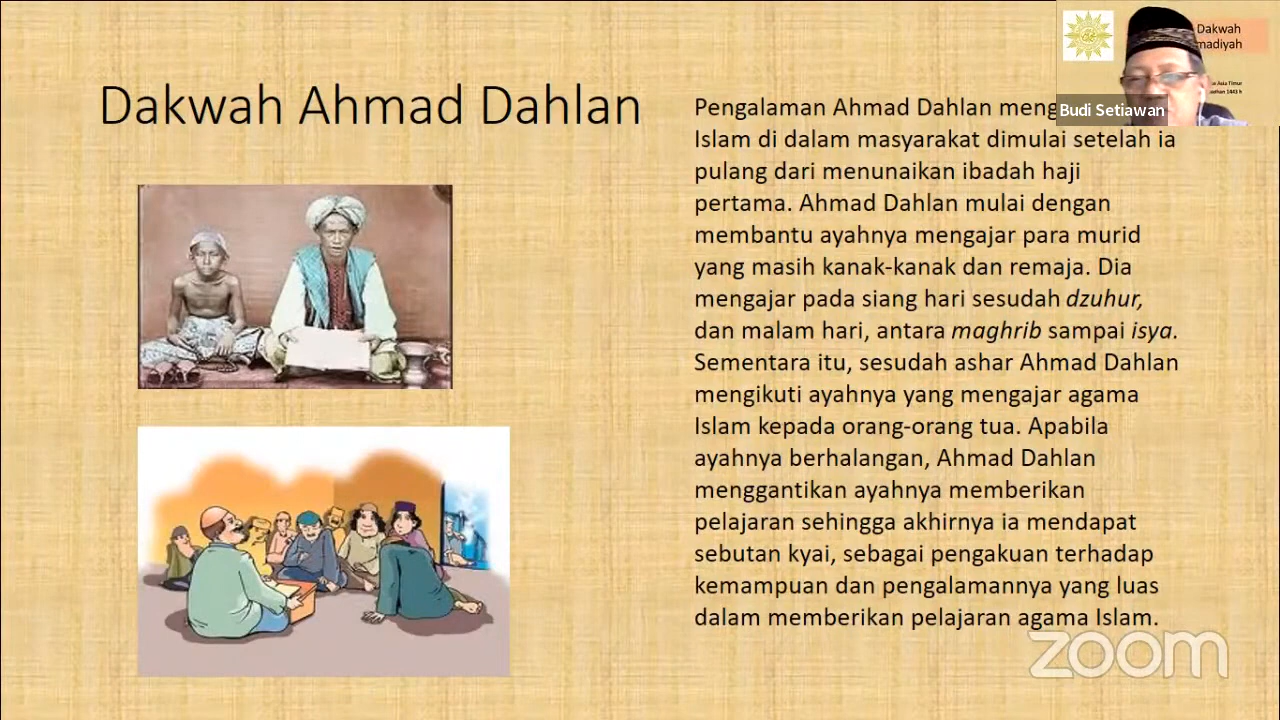 Dakwah Ahmad Dahlan
Pengalaman Ahmad Dahlan
Islam di dalam masyarakat dimulai setelah ia
pulang dari menunaikan ibadah haji
pertama. Ahmad Dahlan mulai dengan
membantu ayahnya mengajar para murid
yang masih kanak-kanak dan remaja. Dia
mengajar pada siang hari sesudah dzuhur,
dan malam hari, antara maghrib sampai isya.
Sementara itu, sesudah ashar Ahmad Dahlan
mengikuti ayahnya yang mengajar agama
Islam kepada orang-orang tua. Apabila
ayahnya berhalangan, Ahmad Dahlan
menggantikan ayahnya memberikan
pelajaran sehingga akhirnya ia mendapat
sebutan kyai, sebagai pengakuan terhadap
kemampuan dan pengalamannya yang luas
dalam memberikan pelajaran agama Islam.
Dakwah
Budi Setiawan
zoom